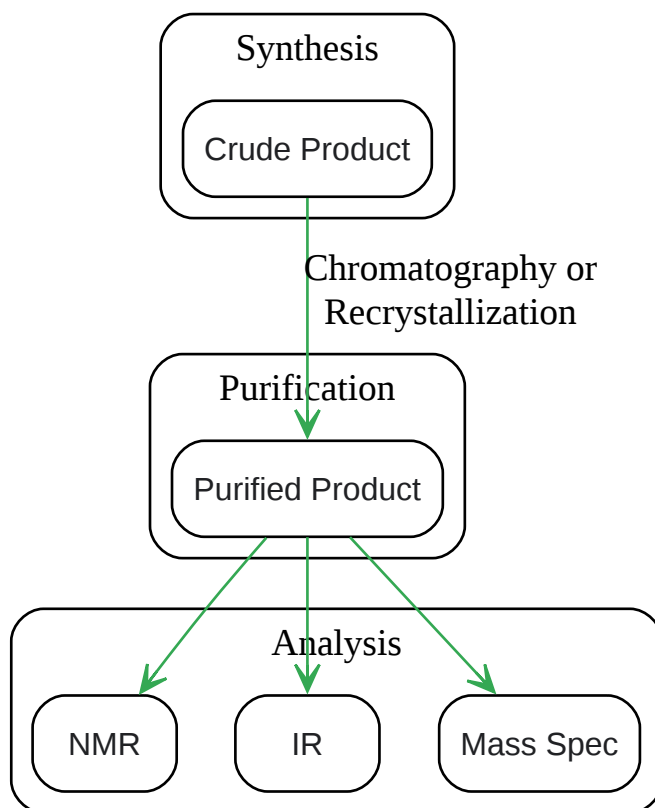 Synthesis
Crude Product
Chromatography or
Recrystallization
Purification
Purified Product
Analysis
NMR
IR
Mass Spec